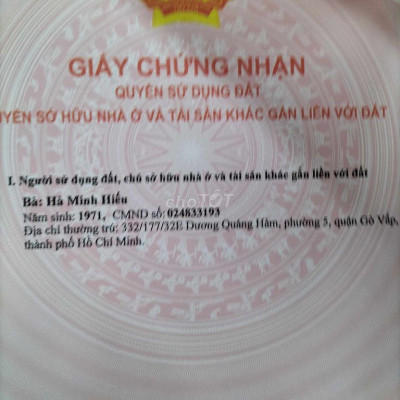 GIẤY CHỨNG NHẬN
QUYỀN SỬ DỤNG ĐẤT
YỀN SỞ HỮU NHÀ Ở VÀ TÀI SẢN KHÁC GẮN LIỀN VỚI ĐẤT
I. Người sử dụng đất, chủ sở hữu nhà ở và tài sản khác gắn liền với đất
Bà: Hà Minh Hiếu
Năm sinh: 1971, CMND số: 024633193
Địa chỉ thường trú: 332/177/32E Dương Quảng Hàm, phường 5, quận Gò Vấp,
thành phố Hồ Chí Minh.
chợTỐT